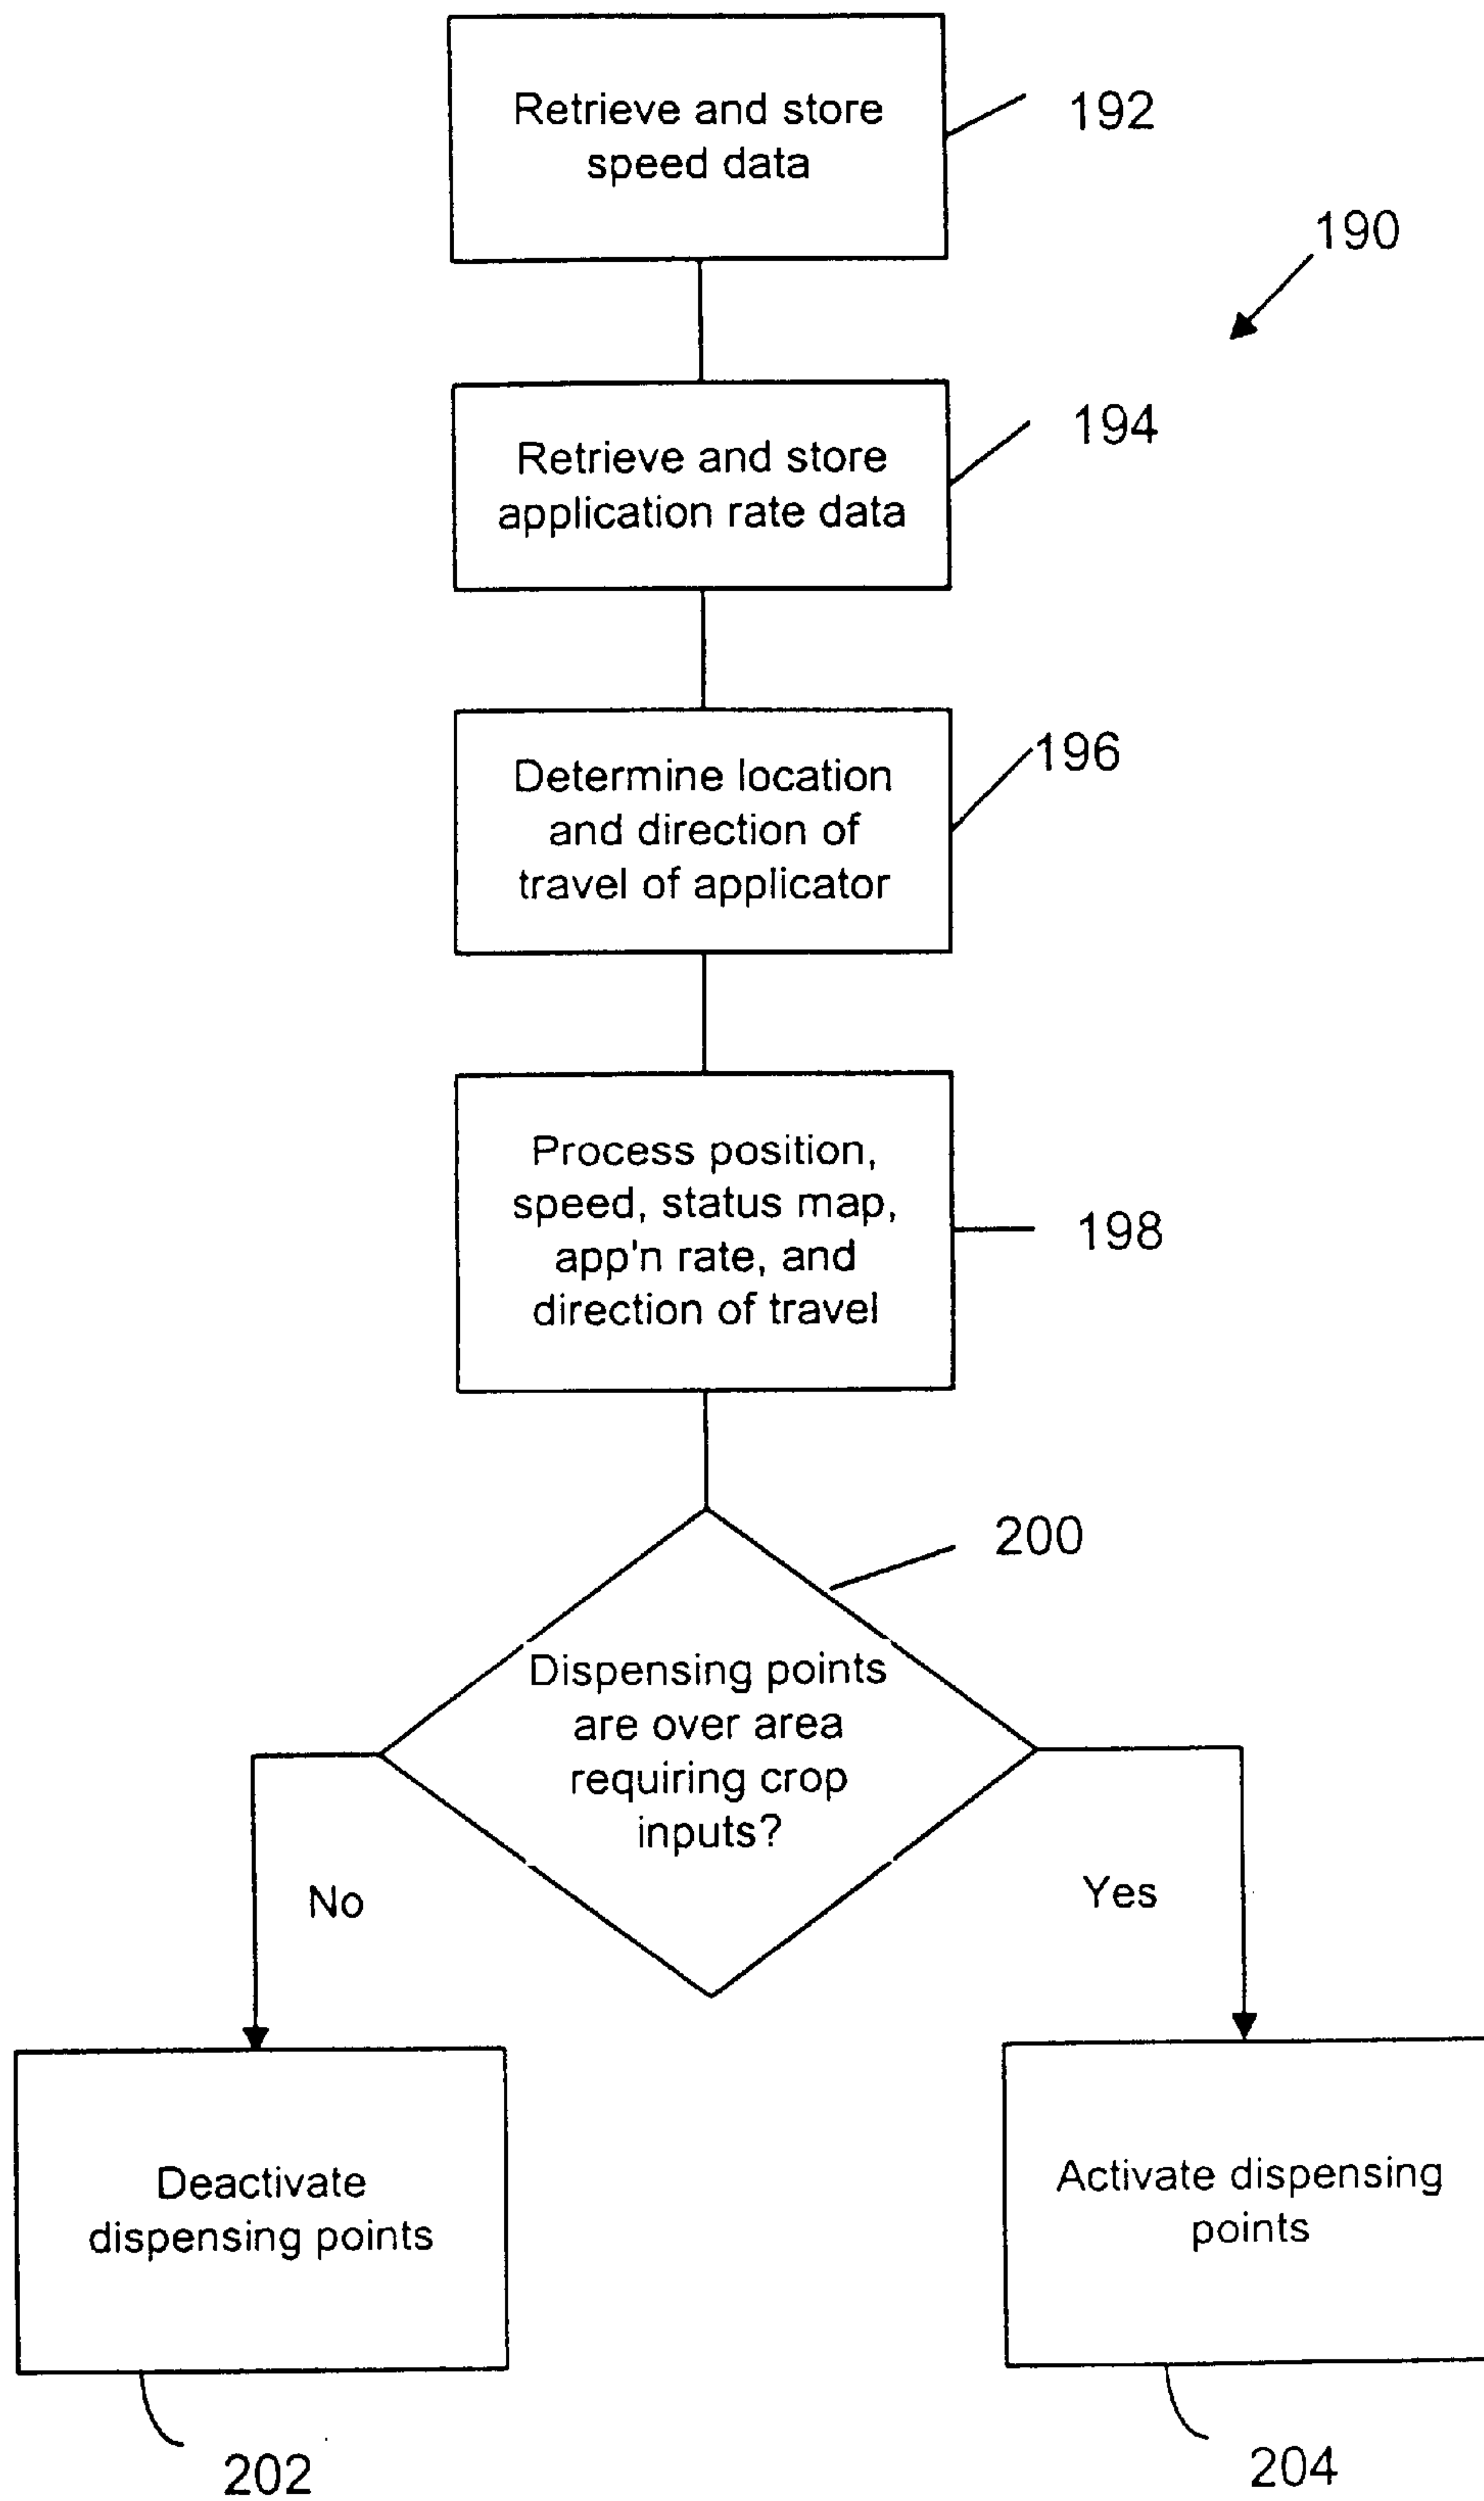 Retrieve and store
speed data
192
190
Retrieve and store
application rate data
194
Determine location
and direction of
travel of applicator
196
Process position,
speed, status map,
app'n rate, and
direction of travel
198
200
Dispensing points
are over area
requiring crop
inputs?
No
Yes
Deactivate
dispensing points
Activate dispensing
points
202
204